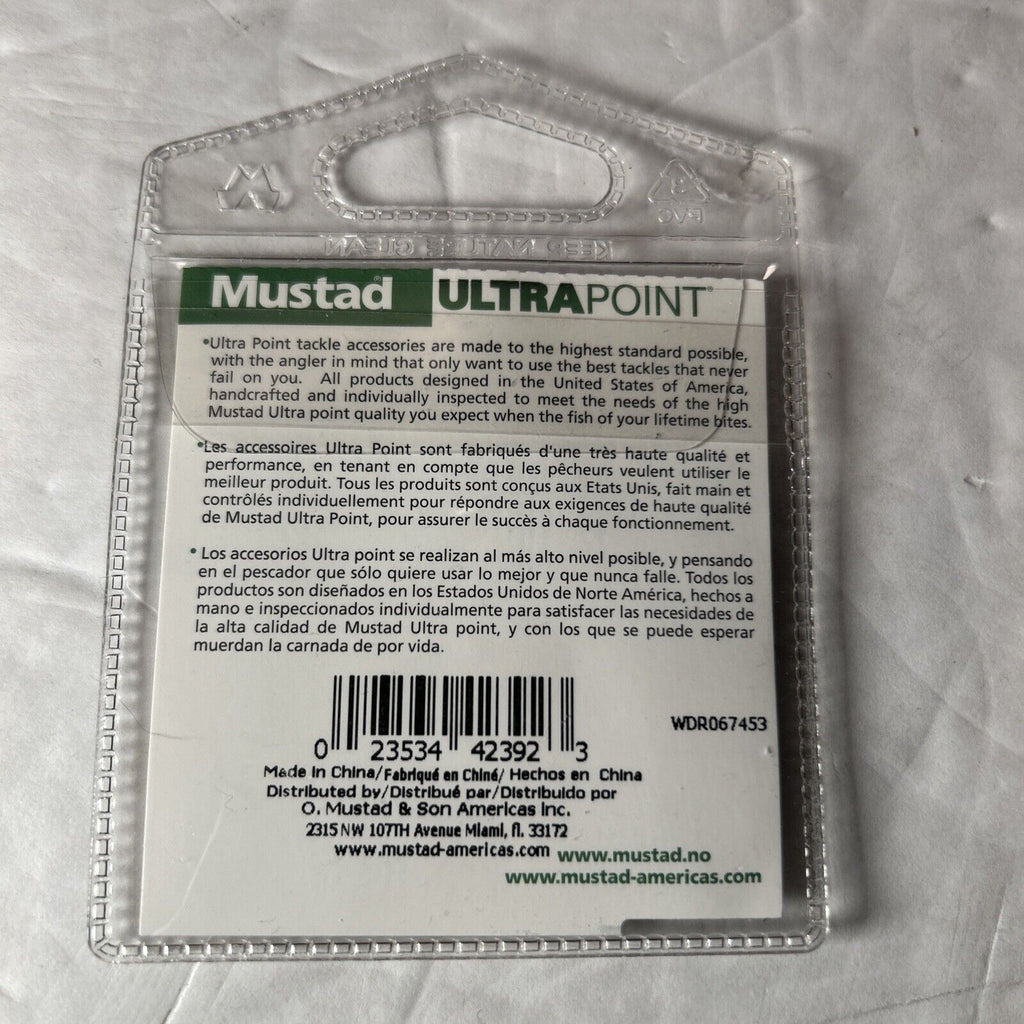 KEEP NATURE CLEAN
3
PVC
Mustad® ULTRAPOINT®
•Ultra Point tackle accessories are made to the highest standard possible,
with the angler in mind that only want to use the best tackles that never
fail on you. All products designed in the United States of America,
handcrafted and individually inspected to meet the needs of the high
Mustad Ultra point quality you expect when the fish of your lifetime bites.
•Les accessoires Ultra Point sont fabriqués d'une très haute qualité et
performance, en tenant en compte que les pêcheurs veulent utiliser le
meilleur produit. Tous les produits sont conçus aux Etats Unis, fait main et
contrôlés individuellement pour répondre aux exigences de haute qualité
de Mustad Ultra Point, pour assurer le succès à chaque fonctionnement.
• Los accesorios Ultra point se realizan al más alto nivel posible, y pensando
en el pescador que sólo quiere usar lo mejor y que nunca falle. Todos los
productos son diseñados en los Estados Unidos de Norte América, hechos a
mano e inspeccionados individualmente para satisfacer las necesidades de
la alta calidad de Mustad Ultra point, y con los que se puede esperar
muerdan la carnada de por vida.
WDR067453
0 23534 42392 3
Made in China/Fabriqué en Chine/ Hechos en China
Distributed by/Distribué par/Distribuido por
O. Mustad & Son Americas Inc.
2315 NW 107TH Avenue Miami, fl. 33172
www.mustad-americas.com www.mustad.no
www.mustad-americas.com